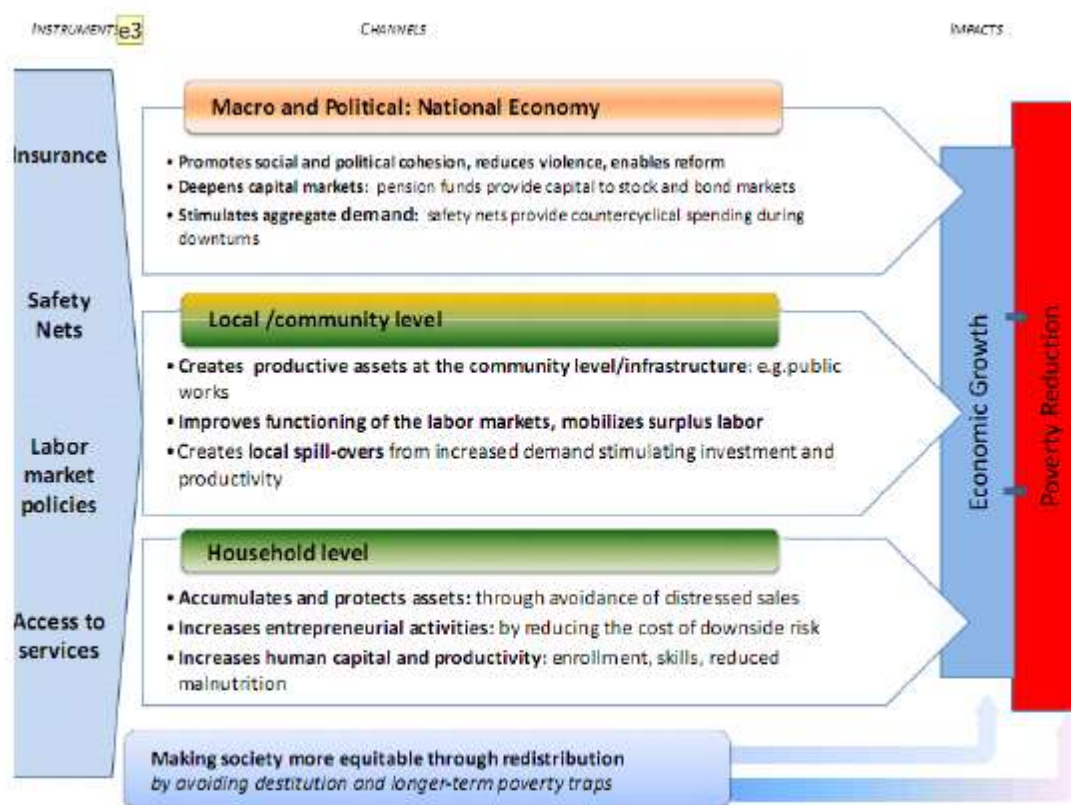 INSTRUMENTS e3
CHANNELS
IMPACTS
Insurance
Safety
Nets
Labor
market
policies
Access to
services
Macro and Political: National Economy
• Promotes social and political cohesion, reduces violence, enables reform
• Deepens capital markets: pension funds provide capital to stock and bond markets
• Stimulates aggregate demand: safety nets provide countercyclical spending during
downturns
Local /community level
• Creates productive assets at the community level/infrastructure: e.g.public
works
• Improves functioning of the labor markets, mobilizes surplus labor
• Creates local spill-overs from increased demand stimulating investment and
productivity
Household level
• Accumulates and protects assets: through avoidance of distressed sales
• Increases entrepreneurial activities: by reducing the cost of downside risk
• Increases human capital and productivity: enrollment, skills, reduced
malnutrition
Making society more equitable through redistribution
by avoiding destitution and longer-term poverty traps
Economic Growth
Poverty Reduction